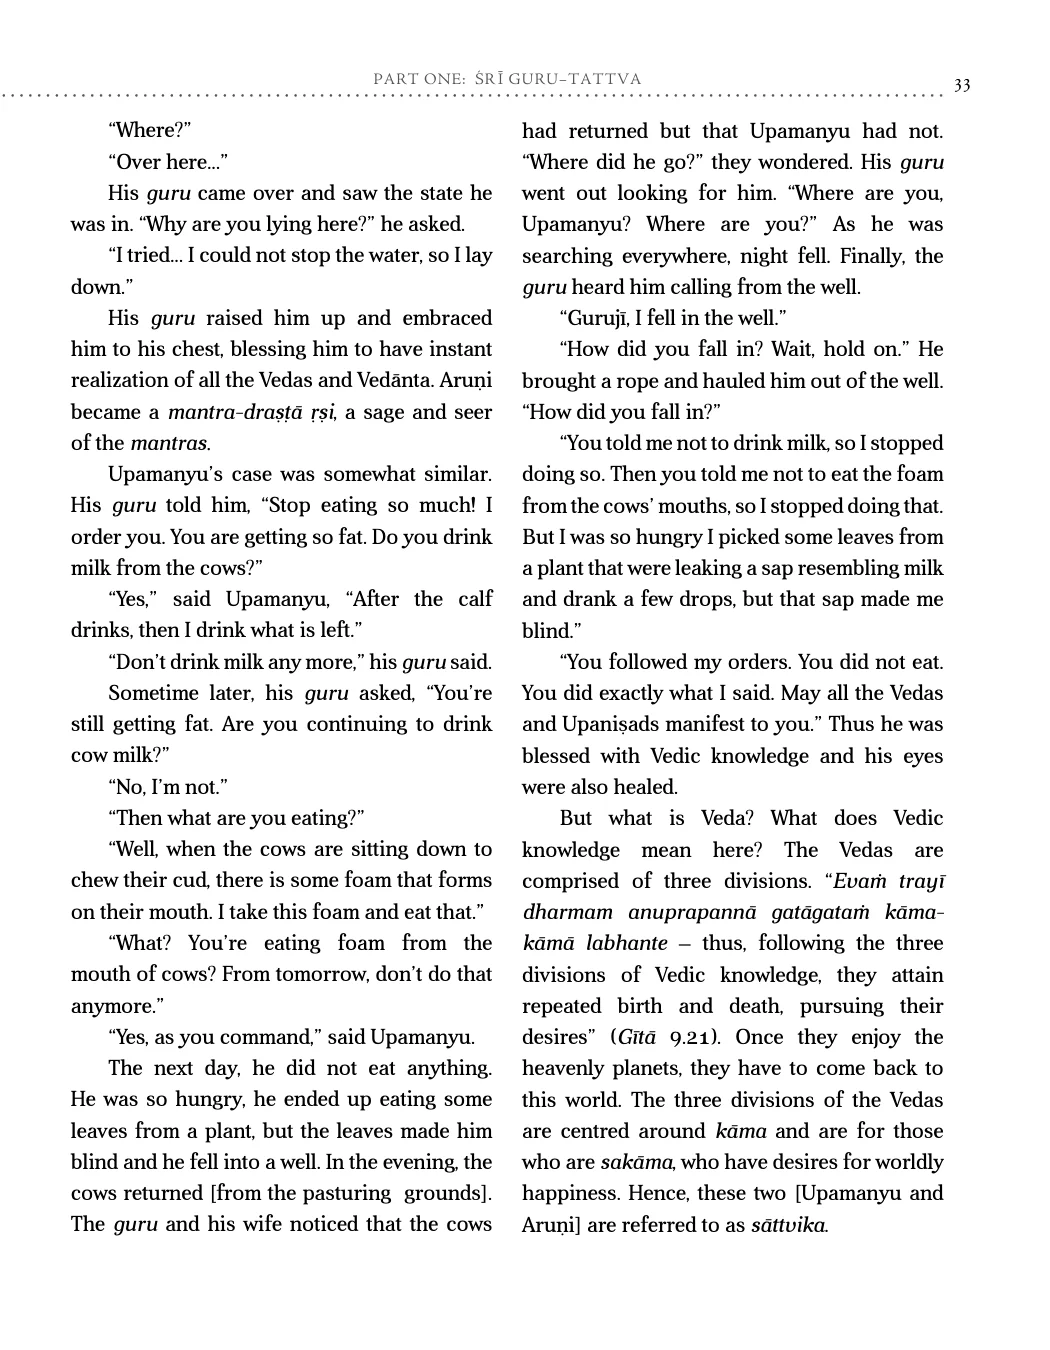 PART ONE: ŚRĪ GURU-TATTVA
33
“Where?”
“Over here...”
His guru came over and saw the state he
was in. “Why are you lying here?” he asked.
“I tried... I could not stop the water, so I lay
down.”
His guru raised him up and embraced
him to his chest, blessing him to have instant
realization of all the Vedas and Vedānta. Aruṇi
became a mantra-draṣṭā ṛṣi, a sage and seer
of the mantras.
Upamanyu’s case was somewhat similar.
His guru told him, “Stop eating so much! I
order you. You are getting so fat. Do you drink
milk from the cows?”
“Yes,” said Upamanyu, “After the calf
drinks, then I drink what is left.”
“Don’t drink milk any more,” his guru said.
Sometime later, his guru asked, “You’re
still getting fat. Are you continuing to drink
cow milk?”
“No, I’m not.”
“Then what are you eating?”
“Well, when the cows are sitting down to
chew their cud, there is some foam that forms
on their mouth. I take this foam and eat that.”
“What? You’re eating foam from the
mouth of cows? From tomorrow, don’t do that
anymore.”
“Yes, as you command,” said Upamanyu.
The next day, he did not eat anything.
He was so hungry, he ended up eating some
leaves from a plant, but the leaves made him
blind and he fell into a well. In the evening, the
cows returned [from the pasturing grounds].
The guru and his wife noticed that the cows
had returned but that Upamanyu had not.
“Where did he go?” they wondered. His guru
went out looking for him. “Where are you,
Upamanyu? Where are you?” As he was
searching everywhere, night fell. Finally, the
guru heard him calling from the well.
“Gurujī, I fell in the well.”
“How did you fall in? Wait, hold on.” He
brought a rope and hauled him out of the well.
“How did you fall in?”
“You told me not to drink milk, so I stopped
doing so. Then you told me not to eat the foam
from the cows’ mouths, so I stopped doing that.
But I was so hungry I picked some leaves from
a plant that were leaking a sap resembling milk
and drank a few drops, but that sap made me
blind.”
“You followed my orders. You did not eat.
You did exactly what I said. May all the Vedas
and Upaniṣads manifest to you.” Thus he was
blessed with Vedic knowledge and his eyes
were also healed.
But what is Veda? What does Vedic
knowledge mean here? The Vedas are
comprised of three divisions. “Evaṁ trayī
dharmam anuprapannā gatāgataṁ kāma-
kāmā labhante – thus, following the three
divisions of Vedic knowledge, they attain
repeated birth and death, pursuing their
desires” (Gītā 9.21). Once they enjoy the
heavenly planets, they have to come back to
this world. The three divisions of the Vedas
are centred around kāma and are for those
who are sakāma, who have desires for worldly
happiness. Hence, these two [Upamanyu and
Aruṇi] are referred to as sāttvika.